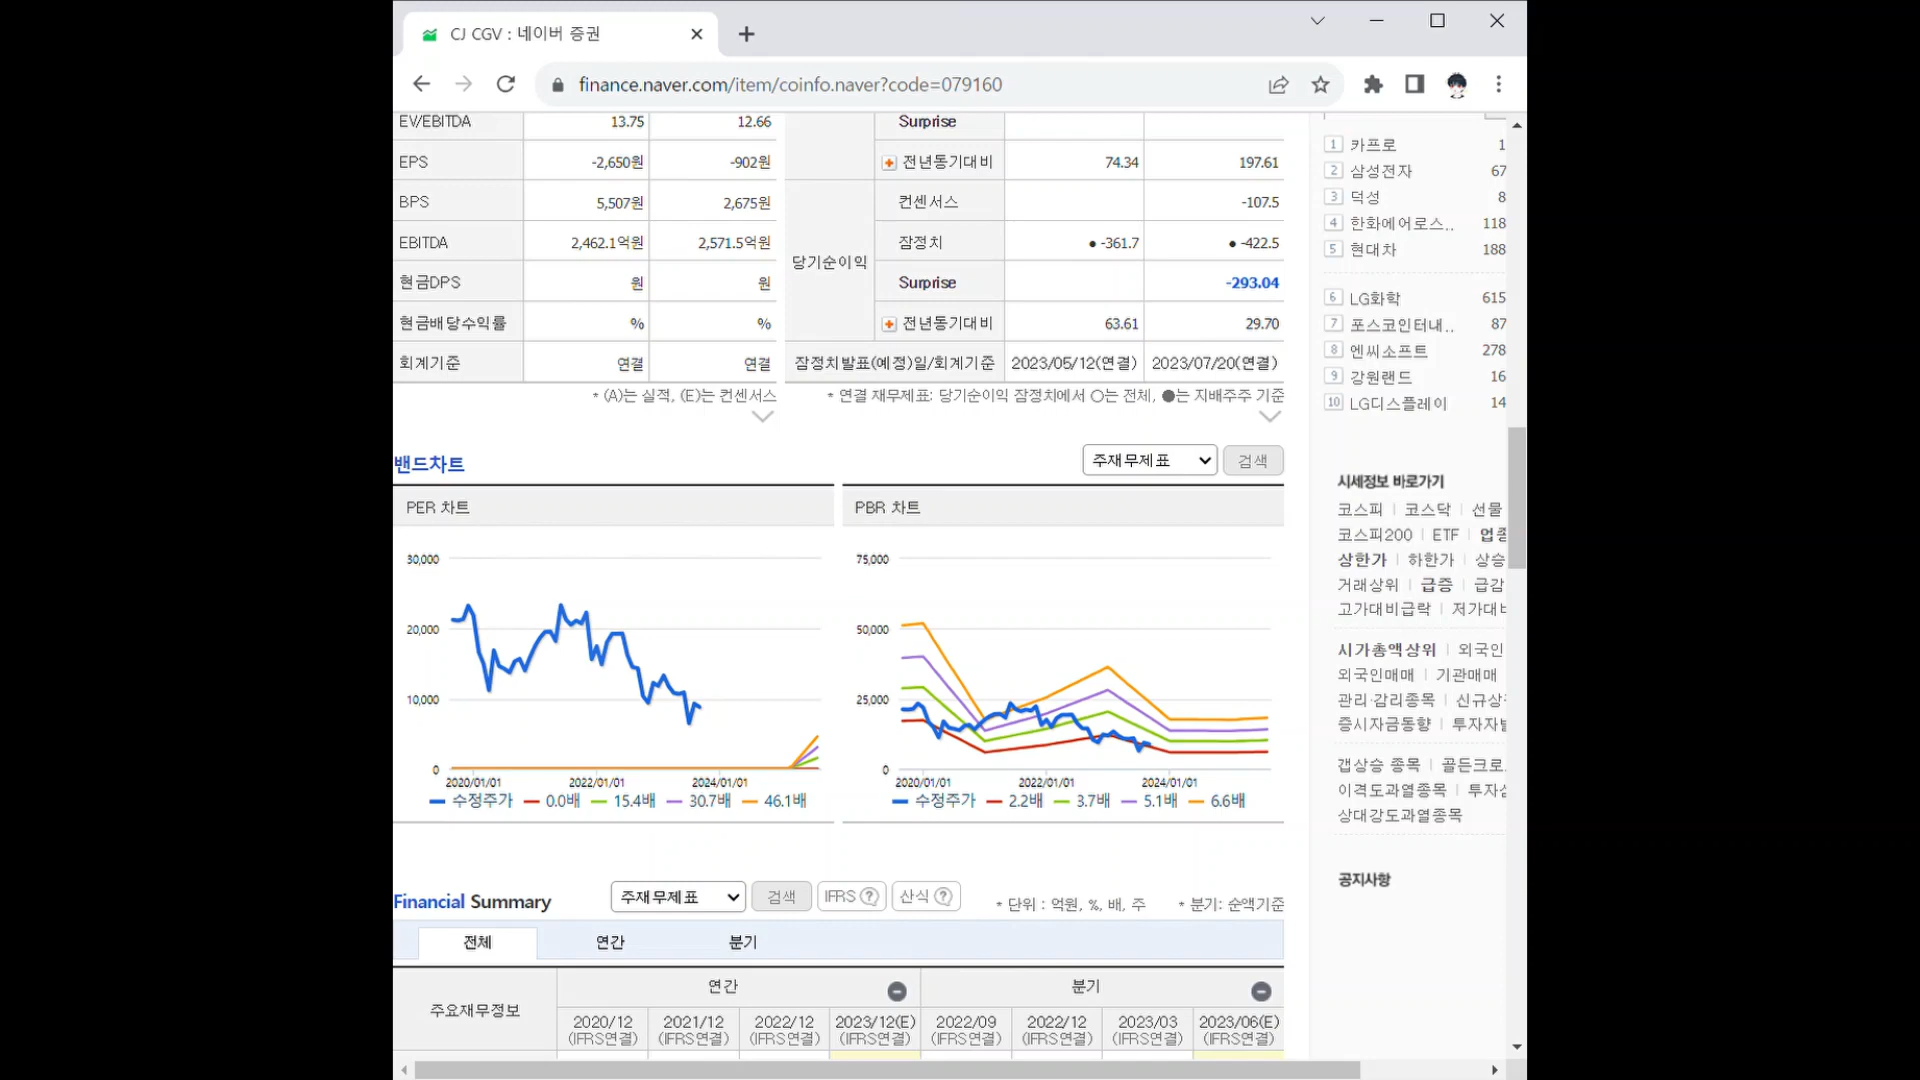 CJ CGV : 네이버 증권
finance.naver.com/item/coinfo.naver?code=079160
EV/EBITDA 13.75 12.66
EPS -2,650원 -902원
BPS 5,507원 2,675원
EBITDA 2,462.1억원 2,571.5억원
현금DPS 원 원
현금배당수익률 % %
회계기준 연결 연결
* (A)는 실적, (E)는 컨센서스
Surprise
전년동기대비 74.34 197.61
당기순이익
컨센서스 -107.5
잠정치 ● -361.7 ● -422.5
Surprise -293.04
전년동기대비 63.61 29.70
잠정치발표(예정)일/회계기준 2023/05/12(연결) 2023/07/20(연결)
* 연결 재무제표: 당기순이익 잠정치에서 ○는 전체, ●는 지배주주 기준
밴드차트
주재무제표 검색
PER 차트
30,000
20,000
10,000
0
2020/01/01 2022/01/01 2024/01/01
수정주가 0.0배 15.4배 30.7배 46.1배
PBR 차트
75,000
50,000
25,000
0
2020/01/01 2022/01/01 2024/01/01
수정주가 2.2배 3.7배 5.1배 6.6배
Financial Summary
주재무제표 검색 IFRS ? 산식 ?
* 단위 : 억원, %, 배, 주 * 분기: 순액기준
전체 연간 분기
주요재무정보
연간 분기
2020/12 2021/12 2022/12 2023/12(E) 2022/09 2022/12 2023/03 2023/06(E)
(IFRS연결) (IFRS연결) (IFRS연결) (IFRS연결) (IFRS연결) (IFRS연결) (IFRS연결) (IFRS연결)
1 카프로 1
2 삼성전자 67
3 덕성 8
4 한화에어로스.. 118
5 현대차 188
6 LG화학 615
7 포스코인터내.. 87
8 엔씨소프트 278
9 강원랜드 16
10 LG디스플레이 14
시세정보 바로가기
코스피 | 코스닥 | 선물
코스피200 | ETF | 업종
상한가 | 하한가 | 상승
거래상위 | 급증 | 급감
고가대비급락 | 저가대비
시가총액상위 | 외국인
외국인매매 | 기관매매
관리·감리종목 | 신규상
증시자금동향 | 투자자별
갭상승 종목 | 골든크로
이격도과열종목 | 투자심
상대강도과열종목
공지사항